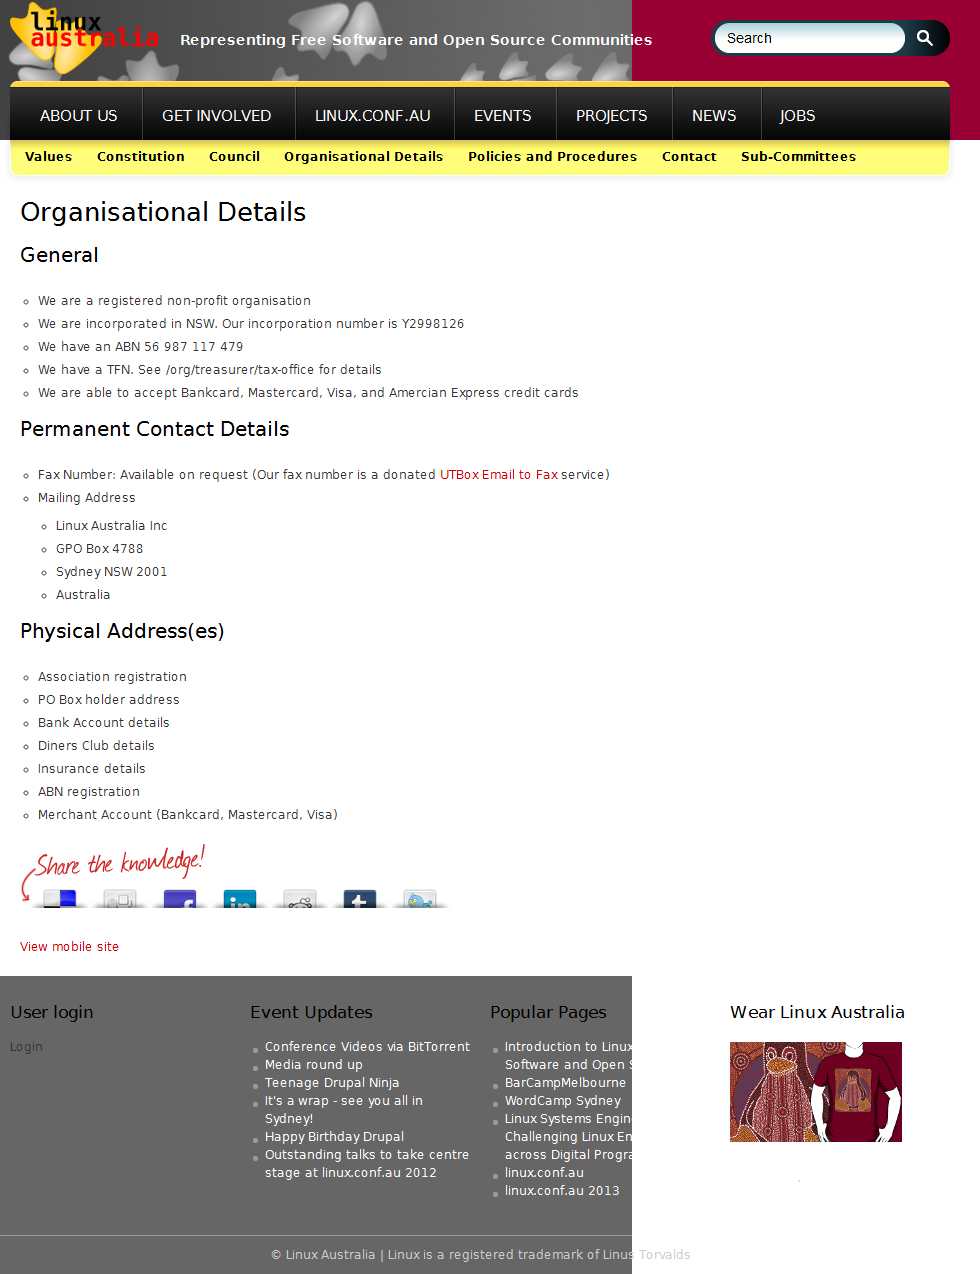 linux
australia
Representing Free Software and Open Source Communities
Search
ABOUT US
GET INVOLVED
LINUX.CONF.AU
EVENTS
PROJECTS
NEWS
JOBS
Values
Constitution
Council
Organisational Details
Policies and Procedures
Contact
Sub-Committees
Organisational Details
General
We are a registered non-profit organisation
We are incorporated in NSW. Our incorporation number is Y2998126
We have an ABN 56 987 117 479
We have a TFN. See /org/treasurer/tax-office for details
We are able to accept Bankcard, Mastercard, Visa, and Amercian Express credit cards
Permanent Contact Details
Fax Number: Available on request (Our fax number is a donated UTBox Email to Fax service)
Mailing Address
Linux Australia Inc
GPO Box 4788
Sydney NSW 2001
Australia
Physical Address(es)
Association registration
PO Box holder address
Bank Account details
Diners Club details
Insurance details
ABN registration
Merchant Account (Bankcard, Mastercard, Visa)
Share the knowledge!
View mobile site
User login
Login
Event Updates
Conference Videos via BitTorrent
Media round up
Teenage Drupal Ninja
It's a wrap - see you all in
Sydney!
Happy Birthday Drupal
Outstanding talks to take centre
stage at linux.conf.au 2012
Popular Pages
Introduction to Linux
Software and Open
BarCampMelbourne
WordCamp Sydney
Linux Systems
Challenging Linux
across Digital
linux.conf.au
linux.conf.au 2013
Wear Linux Australia
© Linux Australia | Linux is a registered trademark of Linus Torvalds